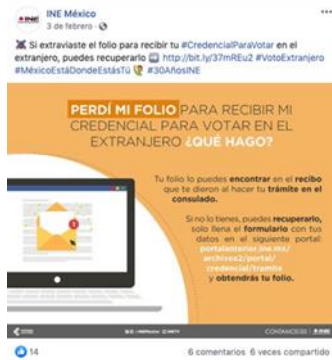 INE México
3 de febrero ·
Si extraviaste el folio para recibir tu #CredencialParaVotar en el
extranjero, puedes recuperarlo http://bit.ly/37mREu2 #VotoExtranjero
#MéxicoEstáDondeEstásTú #30AñosINE
PERDÍ MI FOLIO PARA RECIBIR MI
CREDENCIAL PARA VOTAR EN EL
EXTRANJERO ¿QUÉ HAGO?
Tu folio lo puedes encontrar en el recibo
que te dieron al hacer tu trámite en el
consulado.
Si no lo tienes, puedes recuperarlo,
solo llena el formulario con tus
datos en el siguiente portal:
portalanterior.ine.mx/
archivos2/portal/
credencial/tramite
y obtendrás tu folio.
14
6 comentarios 6 veces compartido